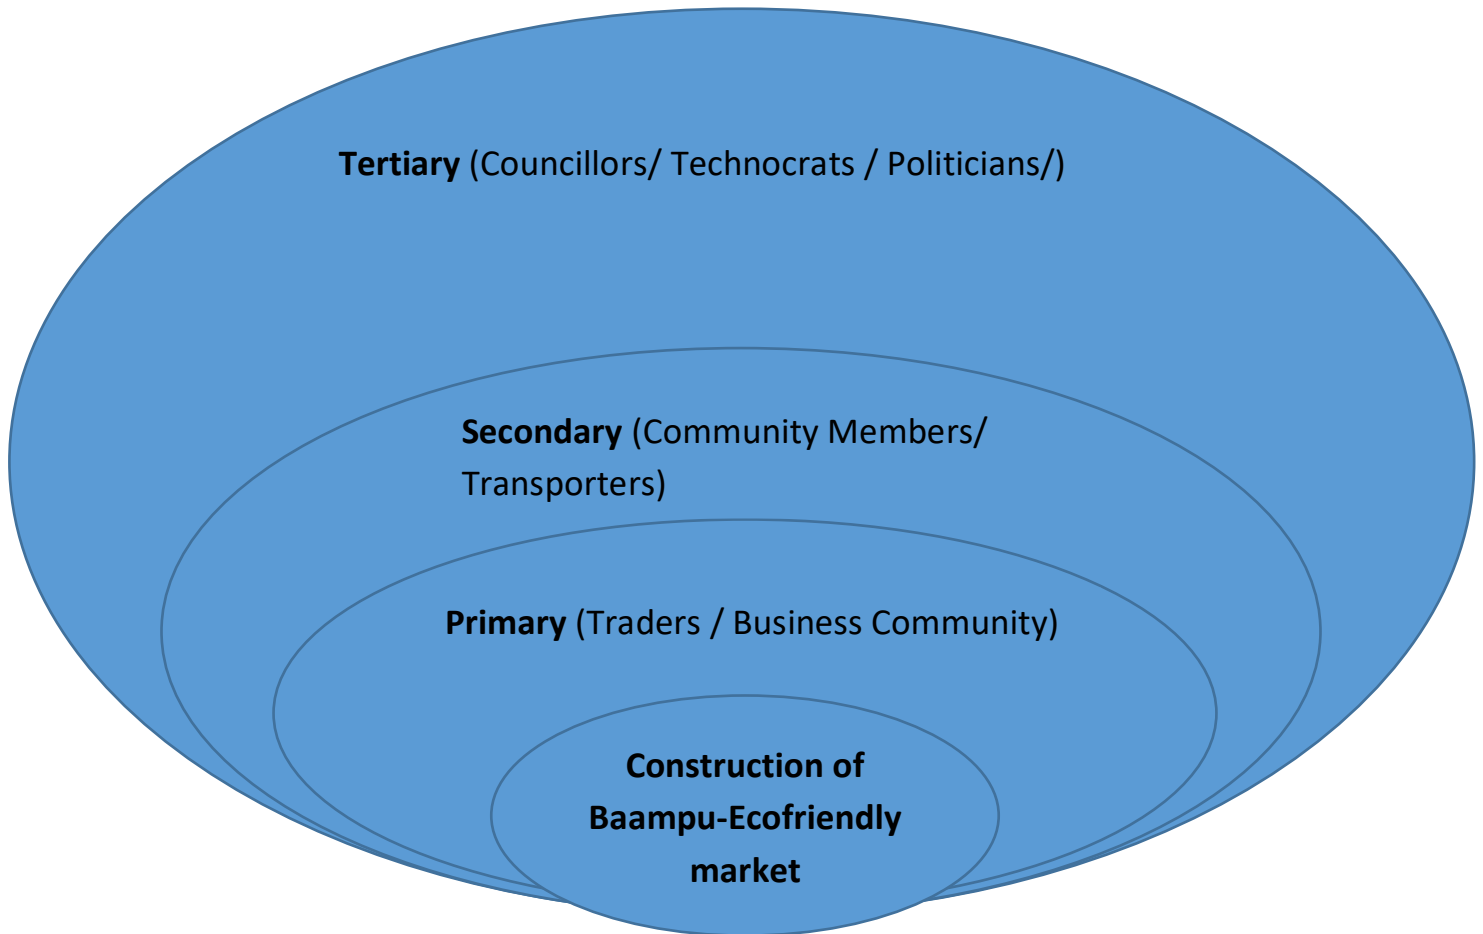 Tertiary (Councillors/ Technocrats / Politicians/)
Secondary (Community Members/
Transporters)
Primary (Traders / Business Community)
Construction of
Baampu-Ecofriendly
market